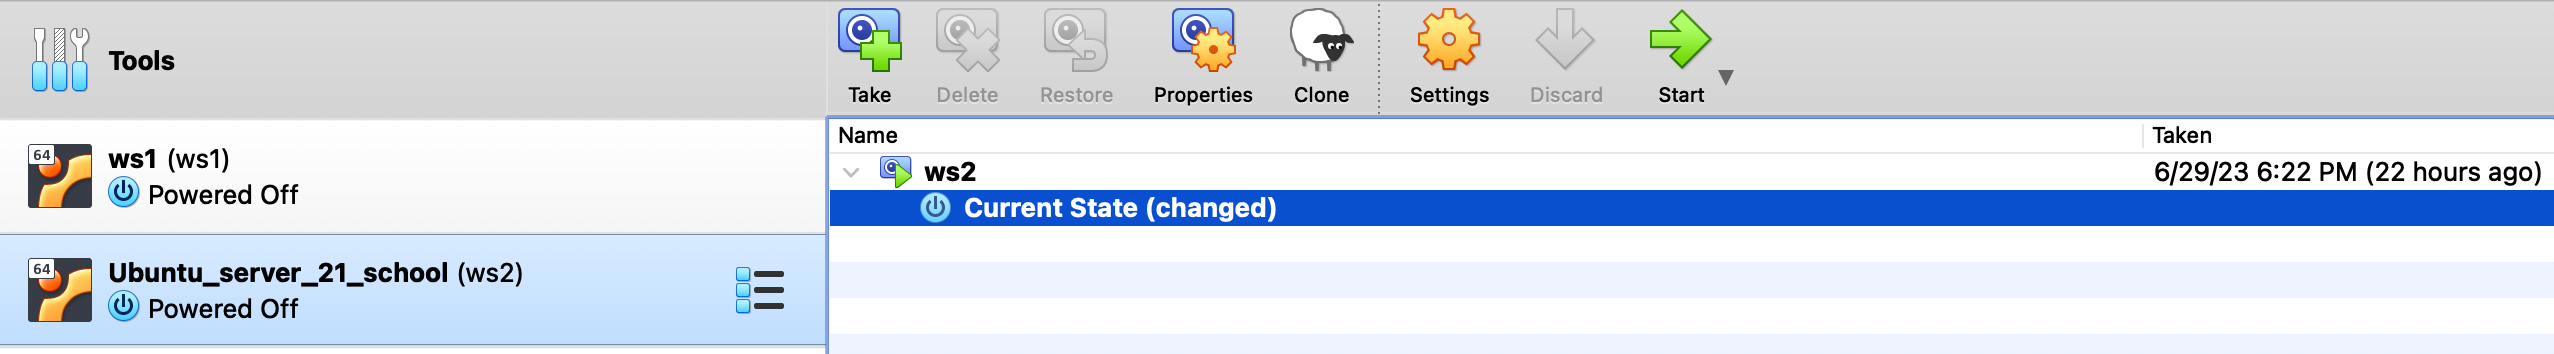 Tools
Take Delete Restore Properties Clone Settings Discard Start
Name Taken
64
ws1 (ws1)
Powered Off
ws2 6/29/23 6:22 PM (22 hours ago)
Current State (changed)
64
Ubuntu_server_21_school (ws2)
Powered Off